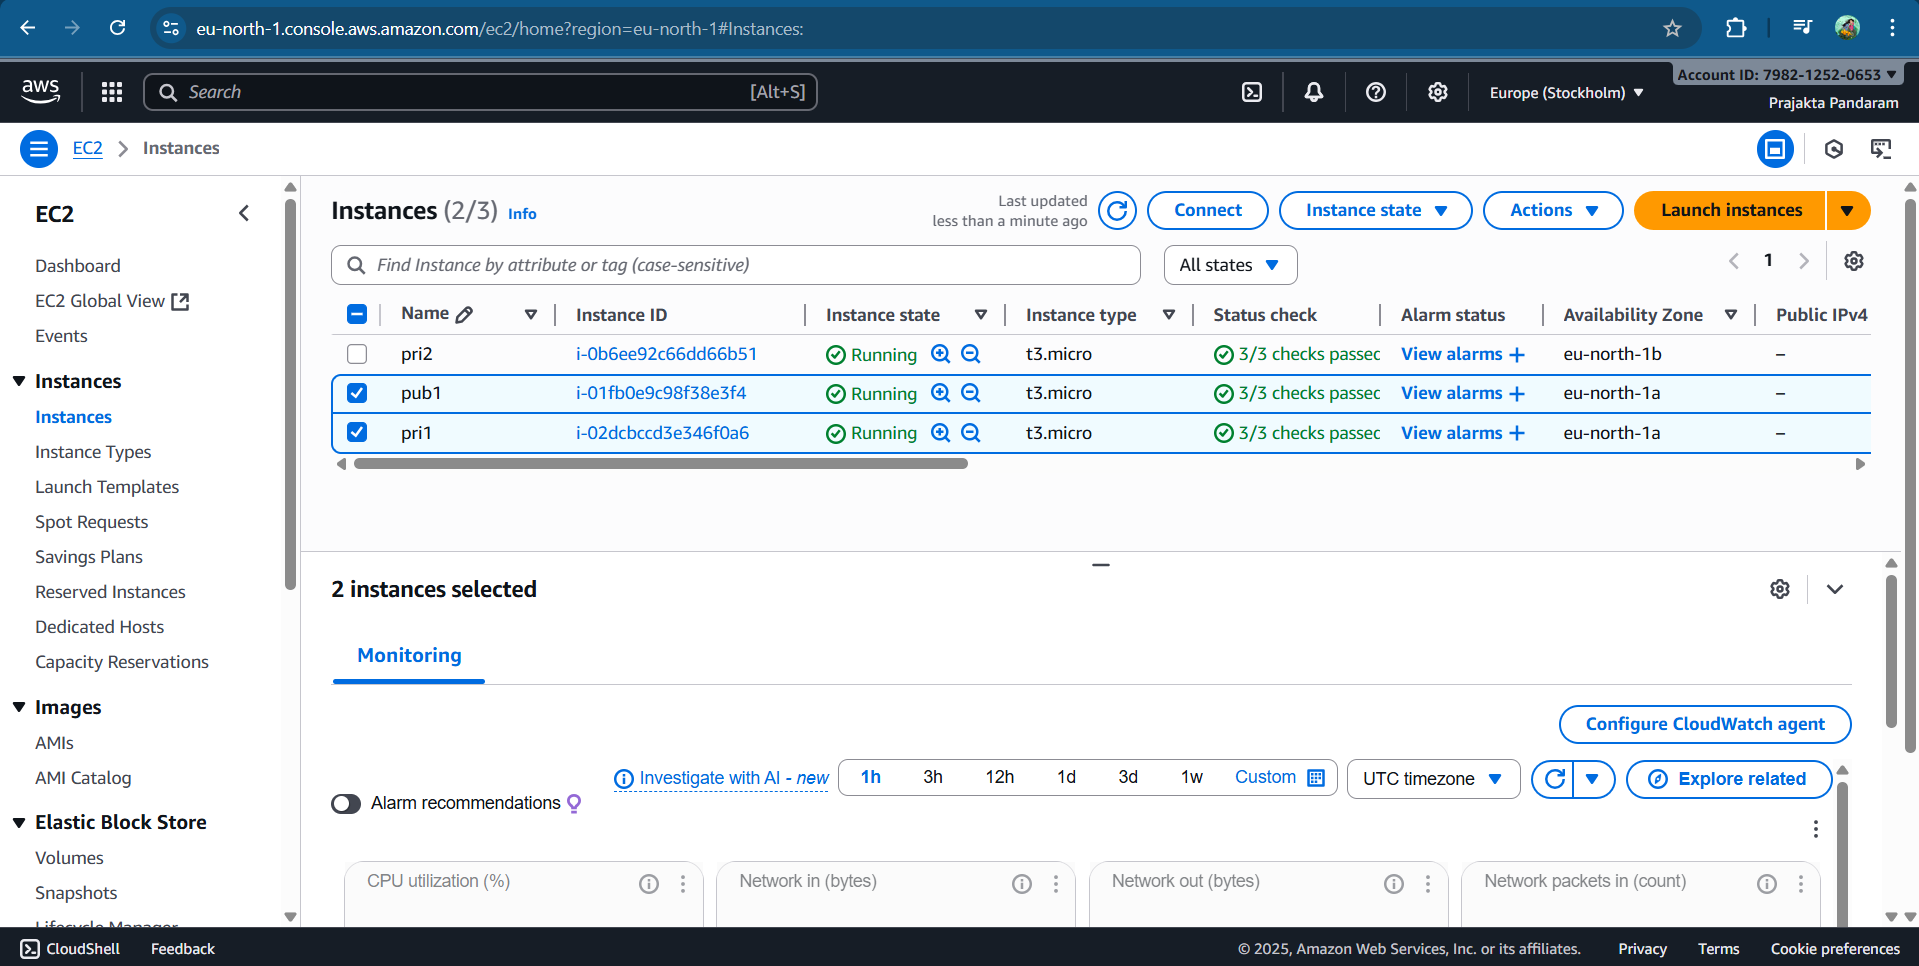 eu-north-1.console.aws.amazon.com/ec2/home?region=eu-north-1#Instances:
aws
Search
[Alt+S]
Europe (Stockholm)
Account ID: 7982-1252-0653
Prajakta Pandaram
EC2
Instances
EC2
Dashboard
EC2 Global View
Events
Instances
Instances
Instance Types
Launch Templates
Spot Requests
Savings Plans
Reserved Instances
Dedicated Hosts
Capacity Reservations
Images
AMIs
AMI Catalog
Elastic Block Store
Volumes
Snapshots
Lifecycle Manager
Instances (2/3) Info
Last updated
less than a minute ago
Connect
Instance state
Actions
Launch instances
Find Instance by attribute or tag (case-sensitive)
All states
1
Name Instance ID Instance state Instance type Status check Alarm status Availability Zone Public IPv4
pri2 i-0b6ee92c66dd66b51 Running t3.micro 3/3 checks passed View alarms + eu-north-1b –
pub1 i-01fb0e9c98f38e3f4 Running t3.micro 3/3 checks passed View alarms + eu-north-1a –
pri1 i-02dcbccd3e346f0a6 Running t3.micro 3/3 checks passed View alarms + eu-north-1a –
2 instances selected
Monitoring
Configure CloudWatch agent
Investigate with AI - new
1h 3h 12h 1d 3d 1w Custom
UTC timezone
Explore related
Alarm recommendations
CPU utilization (%)
Network in (bytes)
Network out (bytes)
Network packets in (count)
CloudShell
Feedback
© 2025, Amazon Web Services, Inc. or its affiliates.
Privacy
Terms
Cookie preferences